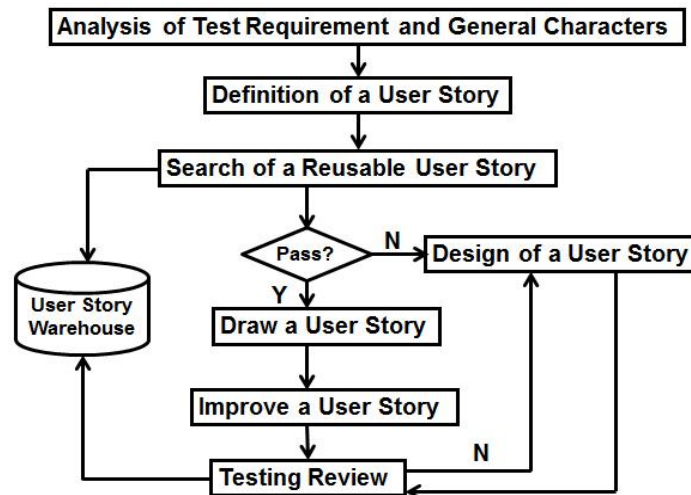 Analysis of Test Requirement and General Characters
Definition of a User Story
Search of a Reusable User Story
Pass?
N
Design of a User Story
User Story
Warehouse
Y
Draw a User Story
Improve a User Story
N
Testing Review